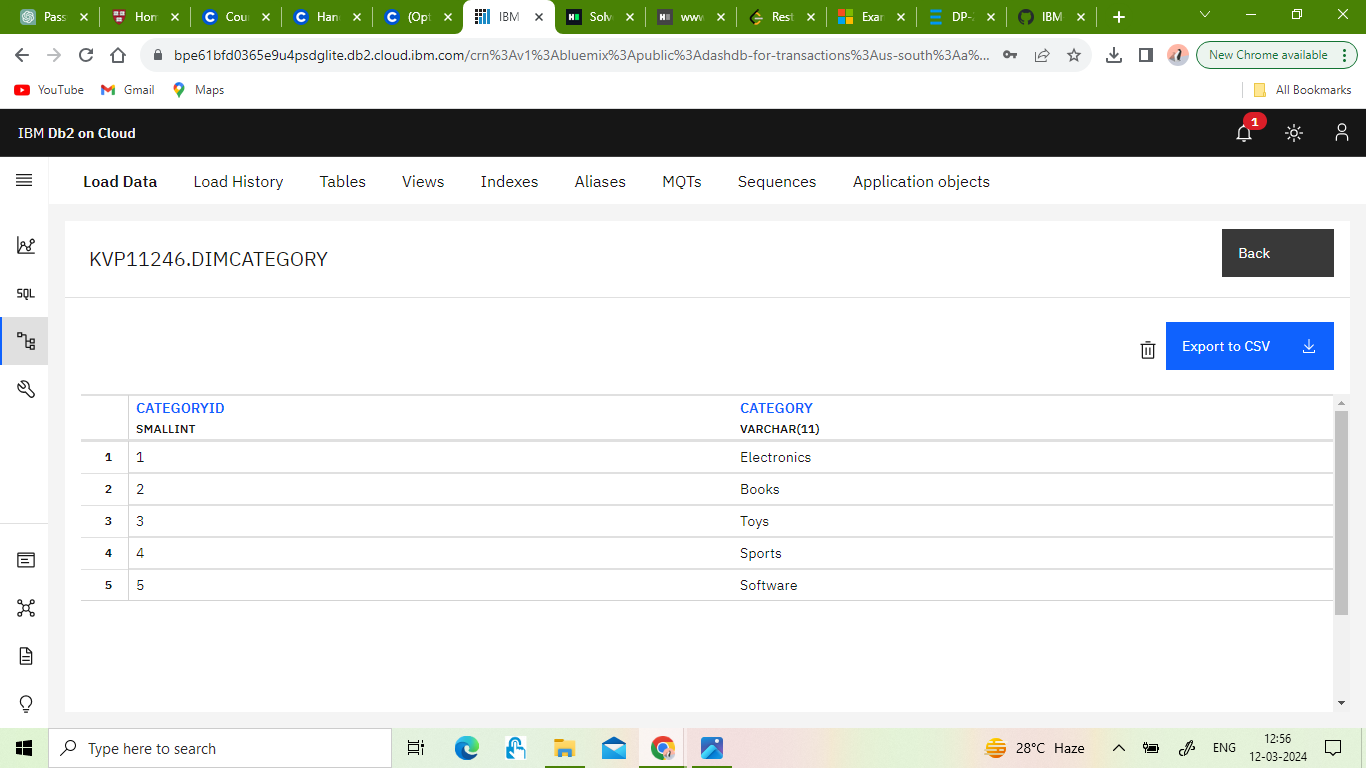 Pass
Hom
Cour
Hand
(Opt
IBM
Solv
www
Rest
Exar
DP-
IBM
bpe61bfd0365e9u4psdglite.db2.cloud.ibm.com/crn%3Av1%3Abluemix%3Apublic%3Adashdb-for-transactions%3Aus-south%3Aa%...
New Chrome available
YouTube
Gmail
Maps
All Bookmarks
IBM Db2 on Cloud
1
Load Data
Load History
Tables
Views
Indexes
Aliases
MQTs
Sequences
Application objects
SQL
KVP11246.DIMCATEGORY
Back
Export to CSV
CATEGORYID CATEGORY
SMALLINT VARCHAR(11)
1 1 Electronics
2 2 Books
3 3 Toys
4 4 Sports
5 5 Software
Type here to search
28°C Haze
ENG
12:56
12-03-2024